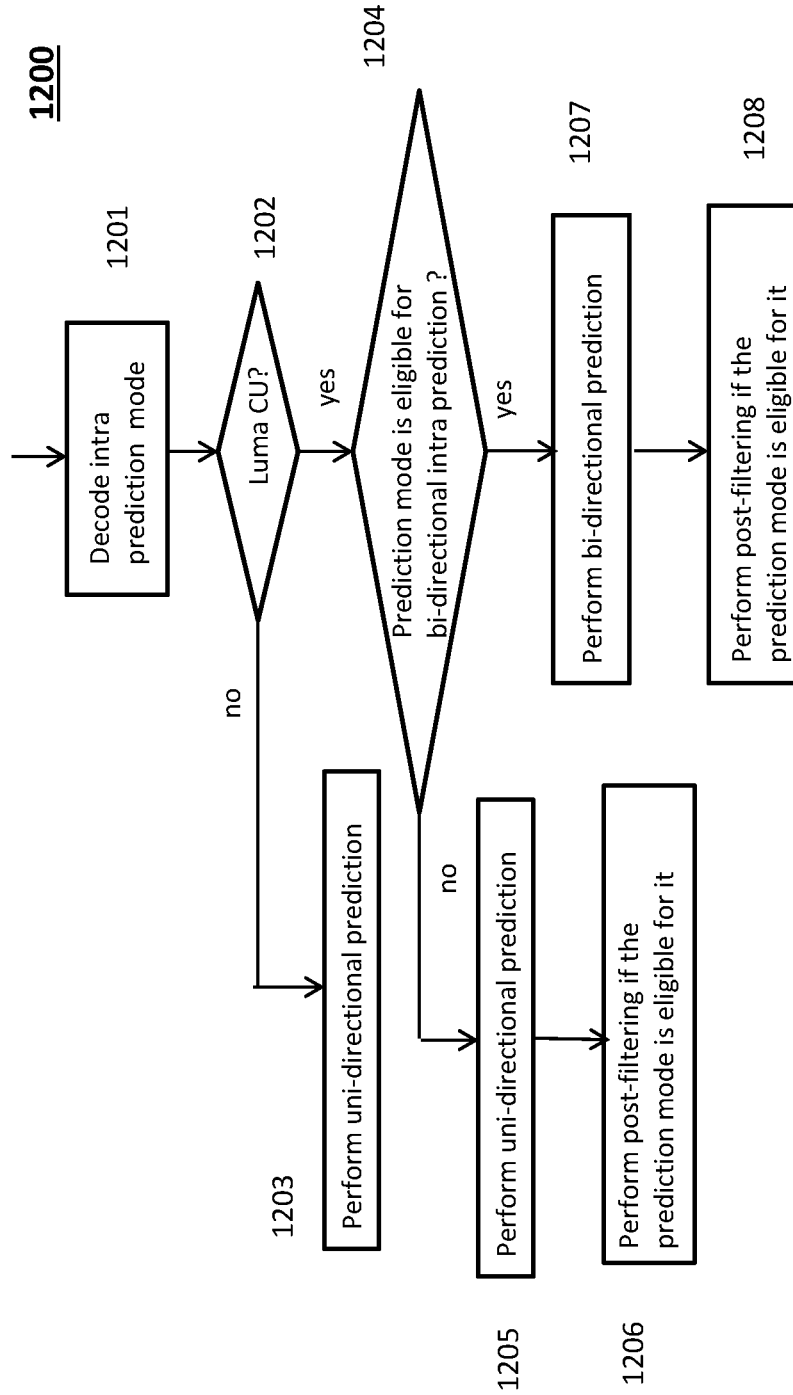 1200
Decode intra
prediction mode
1201
Luma CU?
1202
no
yes
Perform uni-directional prediction
1203
Prediction mode is eligible for
bi-directional intra prediction ?
1204
no
yes
Perform uni-directional prediction
1205
Perform bi-directional prediction
1207
Perform post-filtering if the
prediction mode is eligible for it
1206
Perform post-filtering if the
prediction mode is eligible for it
1208